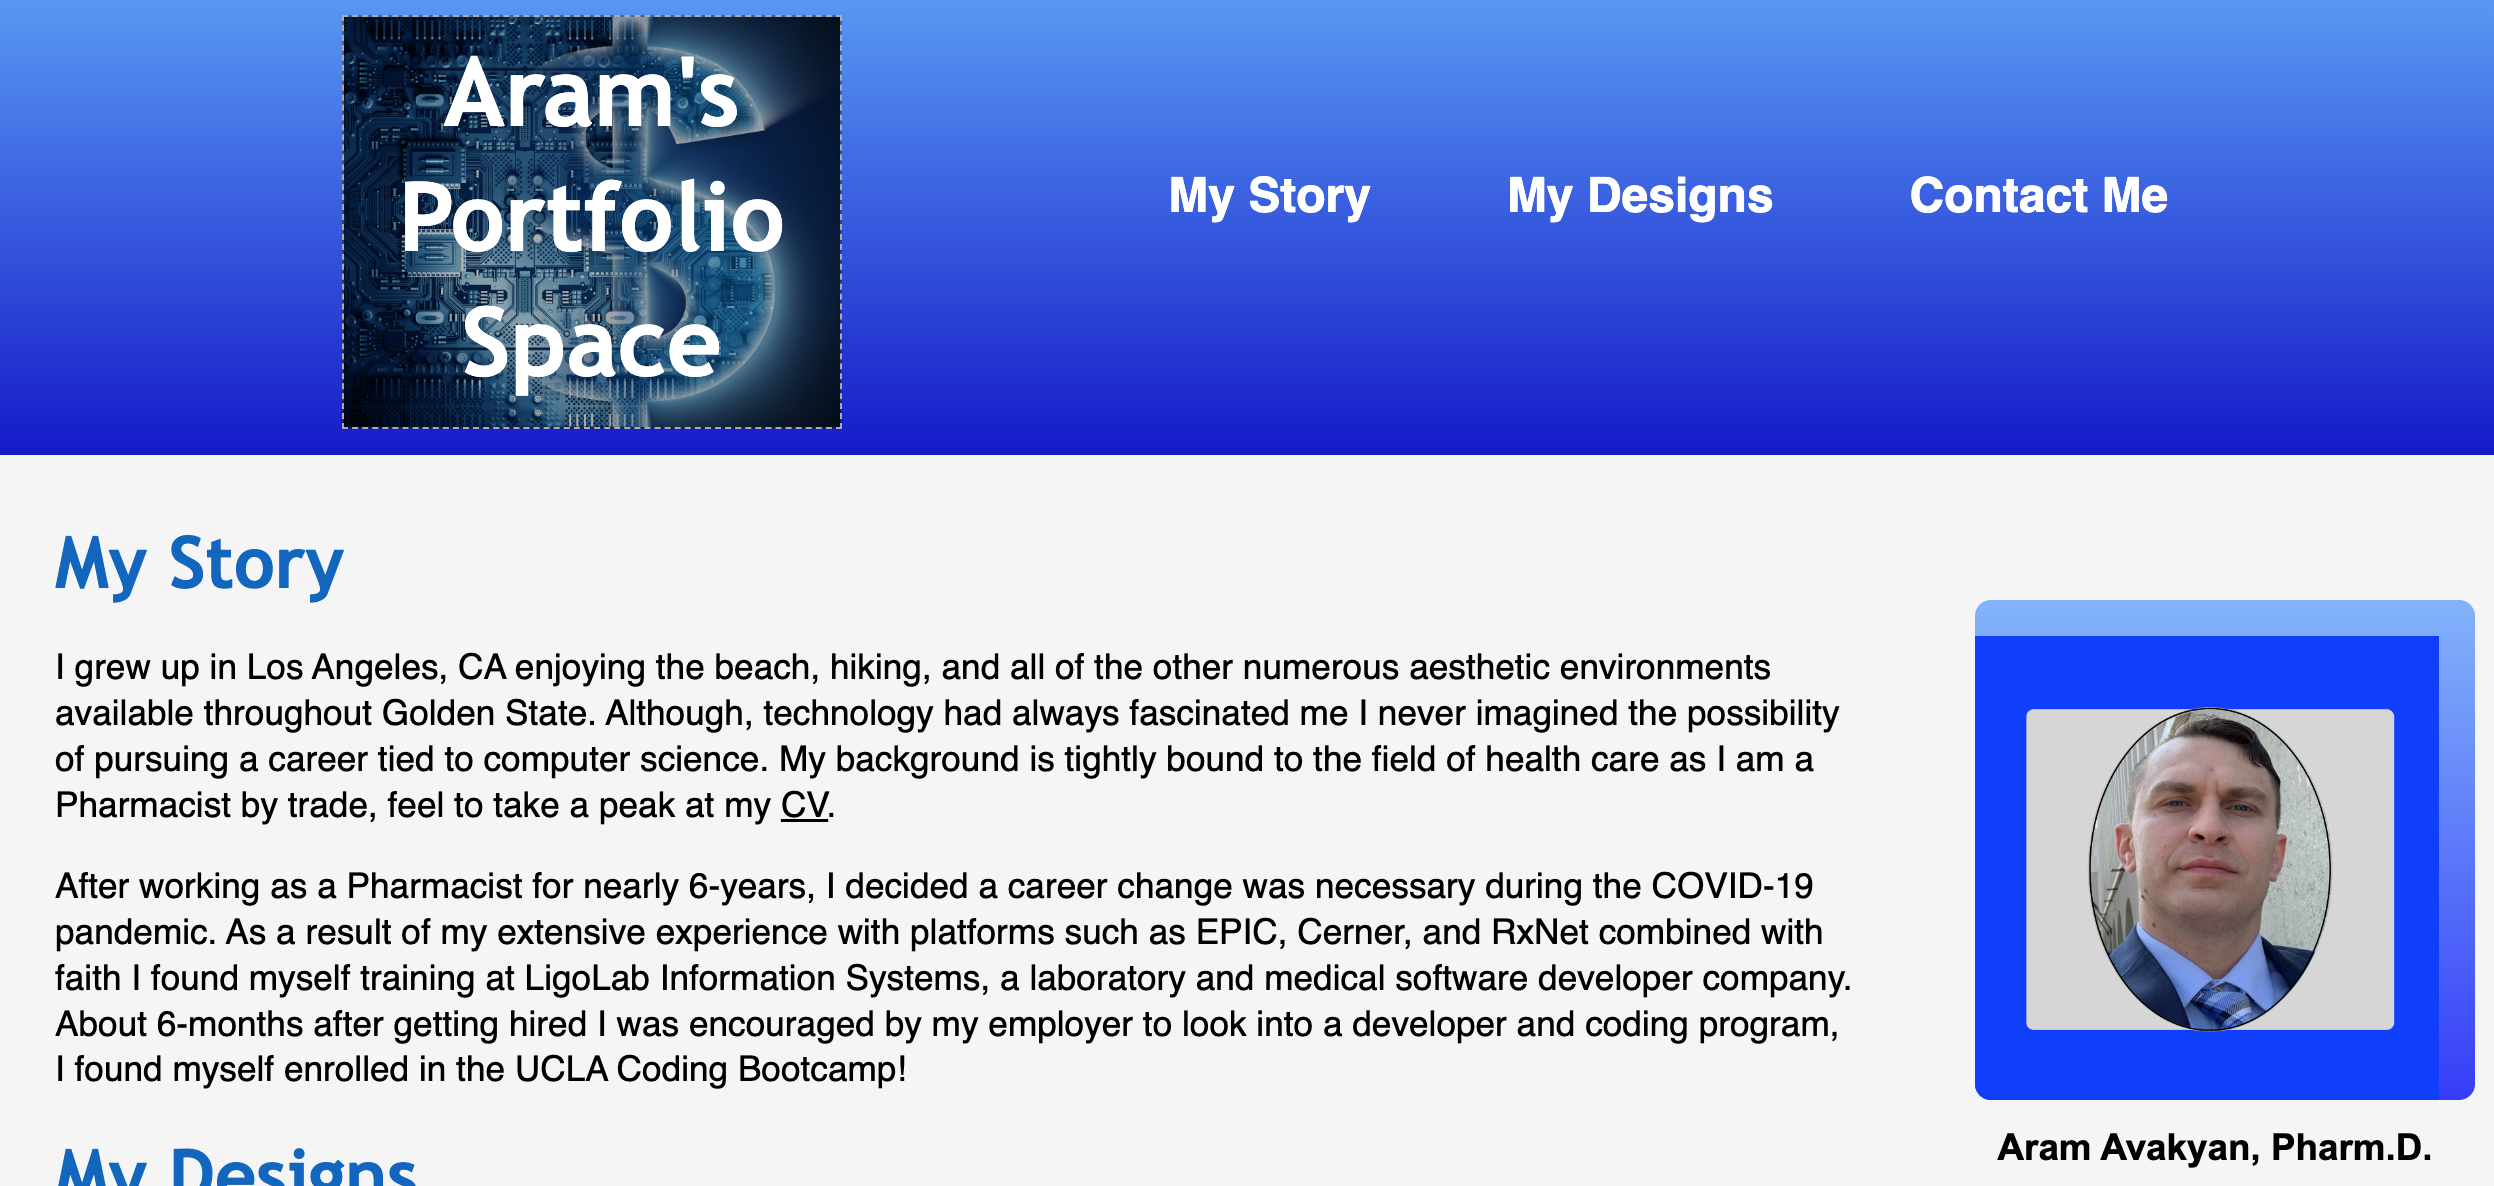 Aram's
Portfolio
Space
My Story
My Designs
Contact Me
My Story
I grew up in Los Angeles, CA enjoying the beach, hiking, and all of the other numerous aesthetic environments
available throughout Golden State. Although, technology had always fascinated me I never imagined the possibility
of pursuing a career tied to computer science. My background is tightly bound to the field of health care as I am a
Pharmacist by trade, feel to take a peak at my CV.
After working as a Pharmacist for nearly 6-years, I decided a career change was necessary during the COVID-19
pandemic. As a result of my extensive experience with platforms such as EPIC, Cerner, and RxNet combined with
faith I found myself training at LigoLab Information Systems, a laboratory and medical software developer company.
About 6-months after getting hired I was encouraged by my employer to look into a developer and coding program,
I found myself enrolled in the UCLA Coding Bootcamp!
Aram Avakyan, Pharm.D.
My Designs